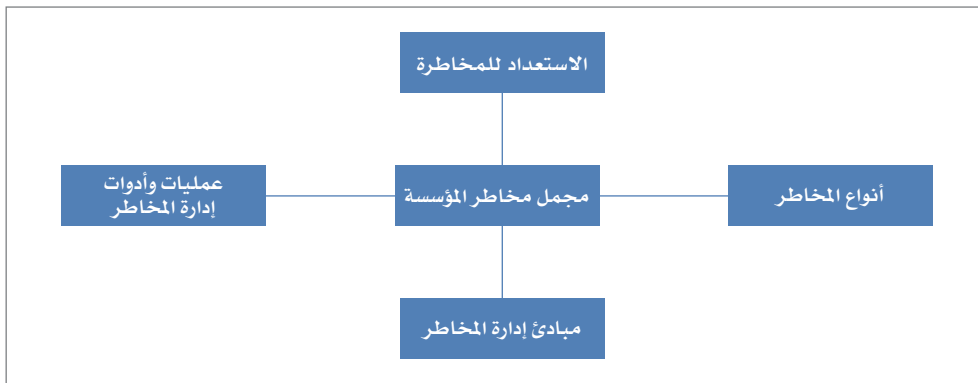 الاستعداد للمخاطرة
أنواع المخاطر
مجمل مخاطر المؤسسة
عمليات وأدوات
إدارة المخاطر
مبادئ إدارة المخاطر